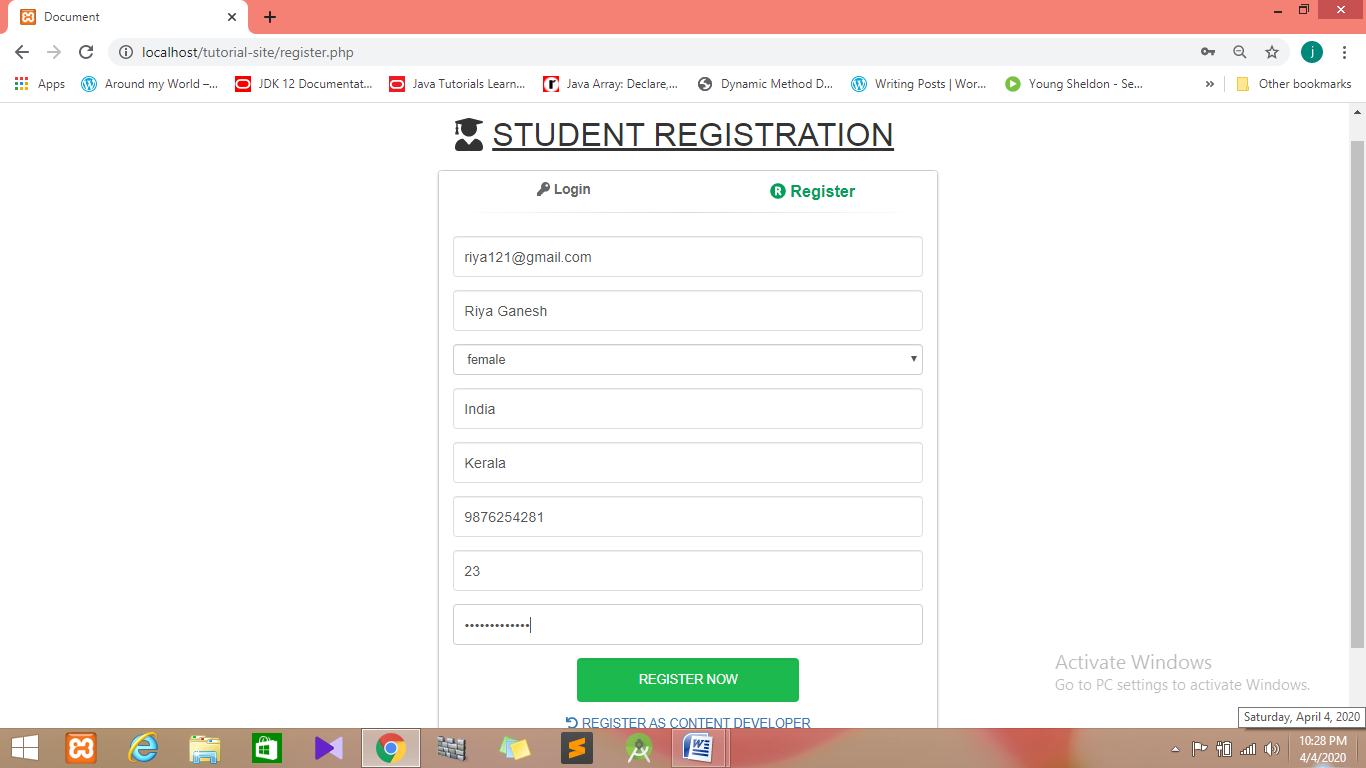 Document
localhost/tutorial-site/register.php
j
Apps
Around my World –...
JDK 12 Documentat...
Java Tutorials Learn...
Java Array: Declare,...
Dynamic Method D...
Writing Posts | Wor...
Young Sheldon - Se...
»
Other bookmarks
STUDENT REGISTRATION
Login
R Register
riya121@gmail.com
Riya Ganesh
female
India
Kerala
9876254281
23
•••••••••••••
REGISTER NOW
REGISTER AS CONTENT DEVELOPER
Activate Windows
Go to PC settings to activate Windows.
Saturday, April 4, 2020
10:28 PM
4/4/2020